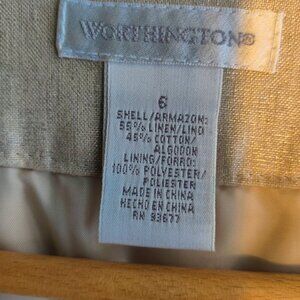 WORTHINGTON®
6
SHELL/ARMAZON:
55% LINEN/LINO
45% COTTON/
ALGODON
LINING/FORRO:
100% POLYESTER/
POLIESTER
MADE IN CHINA
HECHO EN CHINA
RN 93677